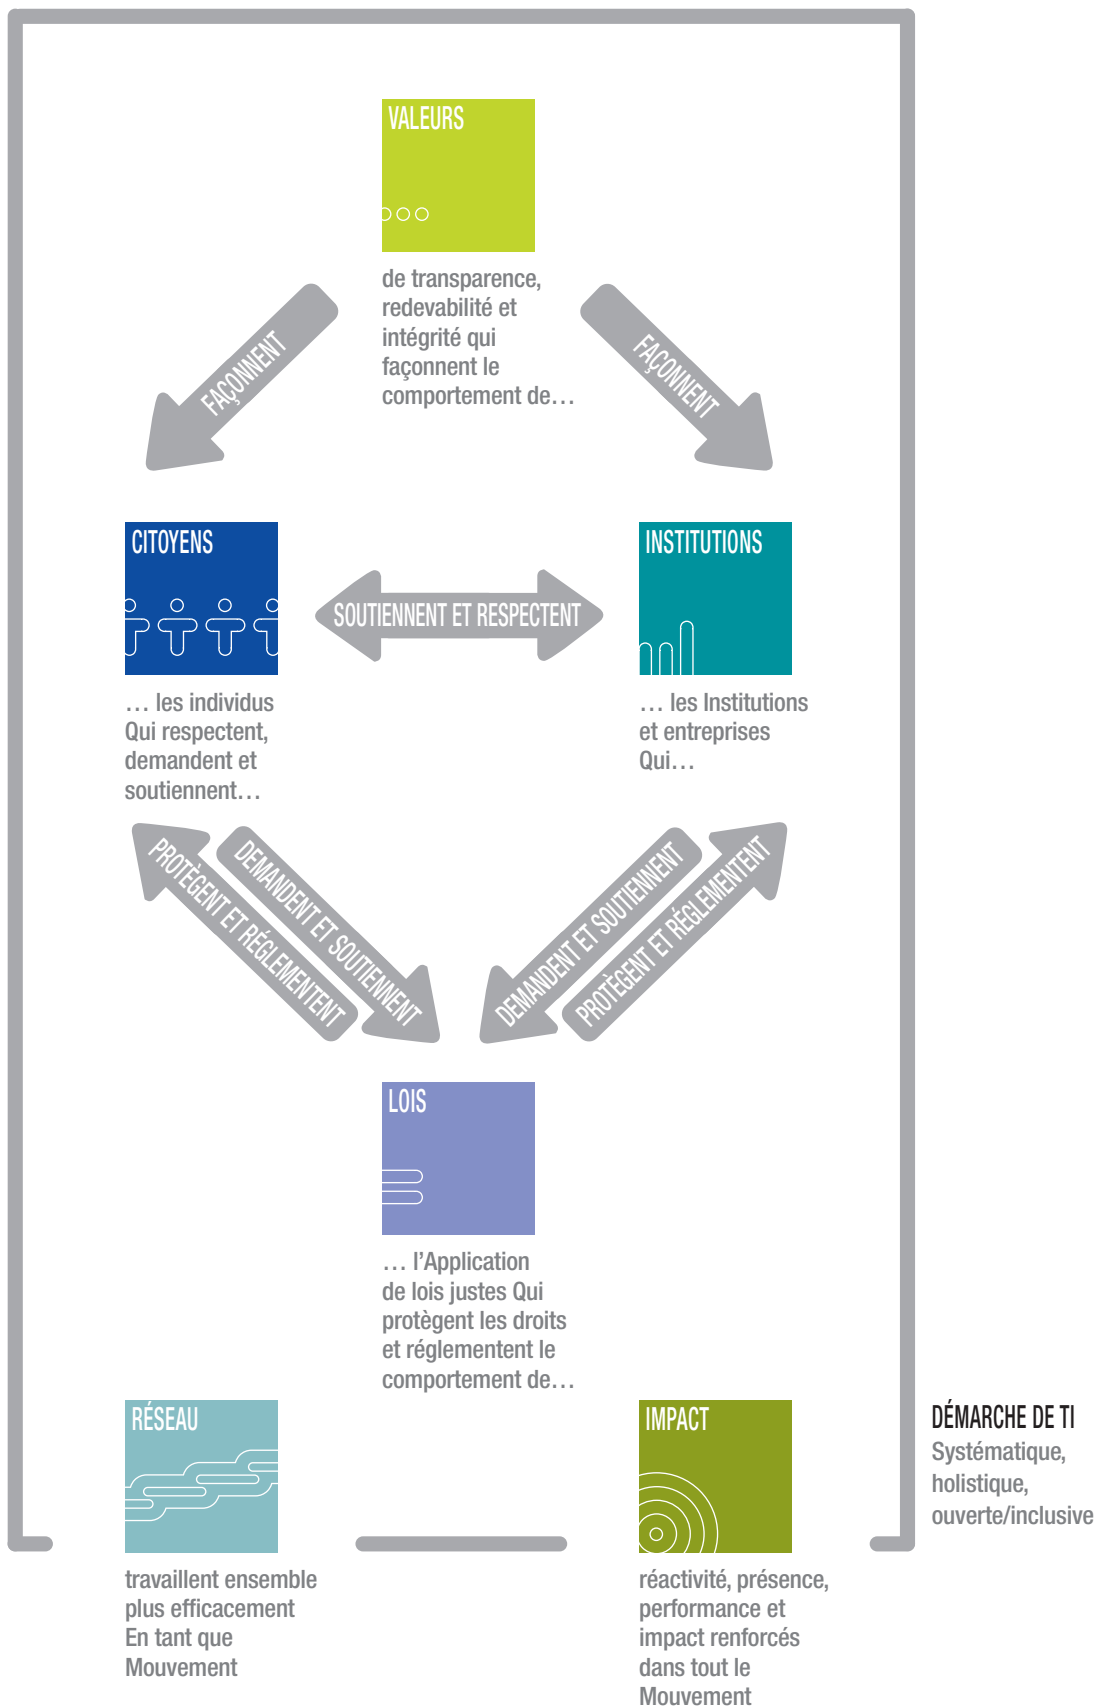 VALEURS
de transparence,
redevabilité et
intégrité qui
façonnent le
comportement de…
FAÇONNENT
FAÇONNENT
CITOYENS
… les individus
Qui respectent,
demandent et
soutiennent…
SOUTIENNENT ET RESPECTENT
INSTITUTIONS
… les Institutions
et entreprises
Qui…
PROTÈGENT ET RÉGLEMENTENT
DEMANDENT ET SOUTIENNENT
DEMANDENT ET SOUTIENNENT
PROTÈGENT ET RÉGLEMENTENT
LOIS
… l’Application
de lois justes Qui
protègent les droits
et réglementent le
comportement de…
RÉSEAU
travaillent ensemble
plus efficacement
En tant que
Mouvement
IMPACT
réactivité, présence,
performance et
impact renforcés
dans tout le
Mouvement
DÉMARCHE DE TI
Systématique,
holistique,
ouverte/inclusive